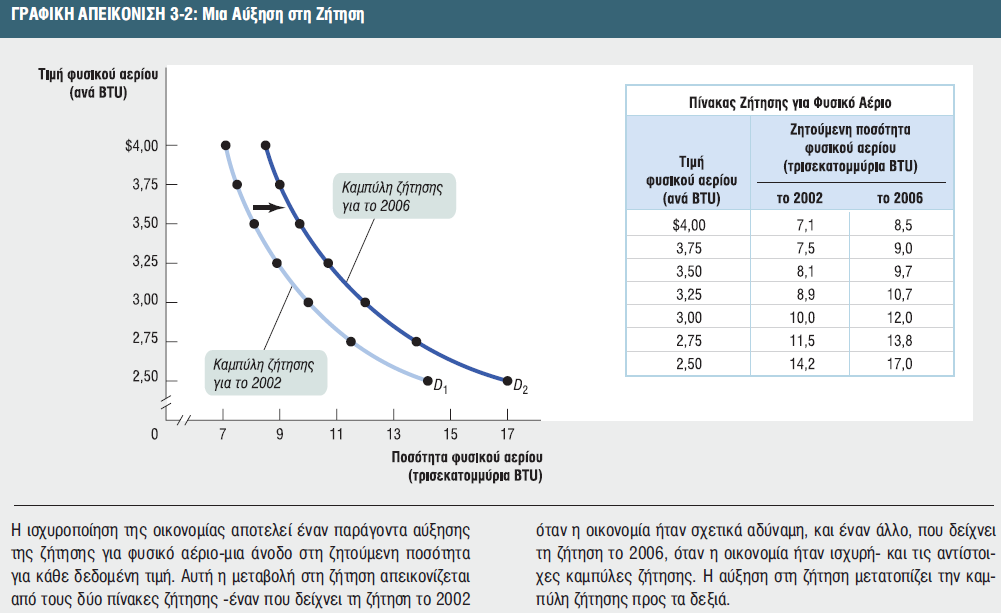 ΓΡΑΦΙΚΗ ΑΠΕΙΚΟΝΙΣΗ 3-2: Μια Αύξηση στη Ζήτηση
Τιμή φυσικού αερίου
(ανά BTU)
$4,00
3,75
3,50
3,25
3,00
2,75
2,50
0
7
9
11
13
15
17
Καμπύλη ζήτησης
για το 2006
Καμπύλη ζήτησης
για το 2002
D1
D2
Ποσότητα φυσικού αερίου
(τρισεκατομμύρια BTU)
Πίνακας Ζήτησης για Φυσικό Αέριο
Τιμή
φυσικού αερίου
(ανά BTU)
Ζητούμενη ποσότητα
φυσικού αερίου
(τρισεκατομμύρια BTU)
το 2002 το 2006
$4,00 7,1 8,5
3,75 7,5 9,0
3,50 8,1 9,7
3,25 8,9 10,7
3,00 10,0 12,0
2,75 11,5 13,8
2,50 14,2 17,0
Η ισχυροποίηση της οικονομίας αποτελεί έναν παράγοντα αύξησης
της ζήτησης για φυσικό αέριο-μια άνοδο στη ζητούμενη ποσότητα
για κάθε δεδομένη τιμή. Αυτή η μεταβολή στη ζήτηση απεικονίζεται
από τους δύο πίνακες ζήτησης -έναν που δείχνει τη ζήτηση το 2002
όταν η οικονομία ήταν σχετικά αδύναμη, και έναν άλλο, που δείχνει
τη ζήτηση το 2006, όταν η οικονομία ήταν ισχυρή- και τις αντίστοι-
χες καμπύλες ζήτησης. Η αύξηση στη ζήτηση μετατοπίζει την καμ-
πύλη ζήτησης προς τα δεξιά.